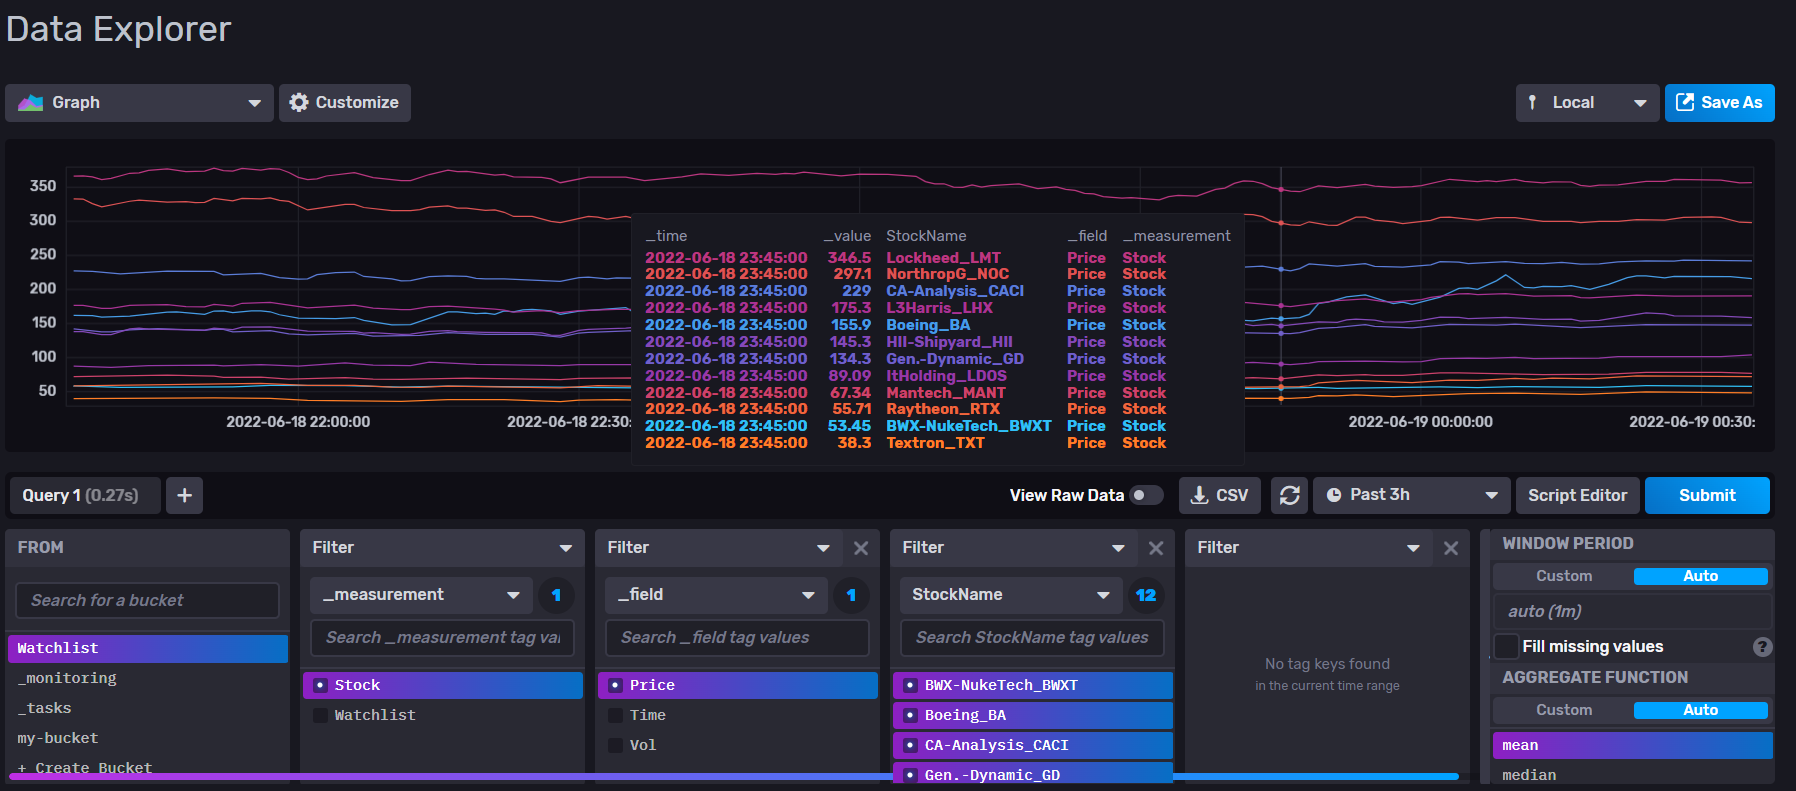 Data Explorer
Graph
Customize
Local
Save As
350
300
250
200
150
100
50
2022-06-18 22:00:00
2022-06-18 22:30:
2022-06-19 00:00:00
2022-06-19 00:30:
_time _value StockName _field _measurement
2022-06-18 23:45:00 346.5 Lockheed_LMT Price Stock
2022-06-18 23:45:00 297.1 NorthropG_NOC Price Stock
2022-06-18 23:45:00 229 CA-Analysis_CACI Price Stock
2022-06-18 23:45:00 175.3 L3Harris_LHX Price Stock
2022-06-18 23:45:00 155.9 Boeing_BA Price Stock
2022-06-18 23:45:00 145.3 HII-Shipyard_HII Price Stock
2022-06-18 23:45:00 134.3 Gen.-Dynamic_GD Price Stock
2022-06-18 23:45:00 89.09 ItHolding_LDOS Price Stock
2022-06-18 23:45:00 67.34 Mantech_MANT Price Stock
2022-06-18 23:45:00 55.71 Raytheon_RTX Price Stock
2022-06-18 23:45:00 53.45 BWX-NukeTech_BWXT Price Stock
2022-06-18 23:45:00 38.3 Textron_TXT Price Stock
Query 1 (0.27s)
+
View Raw Data
CSV
Past 3h
Script Editor
Submit
FROM
Search for a bucket
Watchlist
_monitoring
_tasks
my-bucket
+ Create Bucket
Filter
_measurement
1
Search _measurement tag val
Stock
Watchlist
Filter
_field
1
Search _field tag values
Price
Time
Vol
Filter
StockName
12
Search StockName tag values
BWX-NukeTech_BWXT
Boeing_BA
CA-Analysis_CACI
Gen.-Dynamic_GD
Filter
No tag keys found
in the current time range
WINDOW PERIOD
Custom Auto
auto (1m)
Fill missing values ?
AGGREGATE FUNCTION
Custom Auto
mean
median